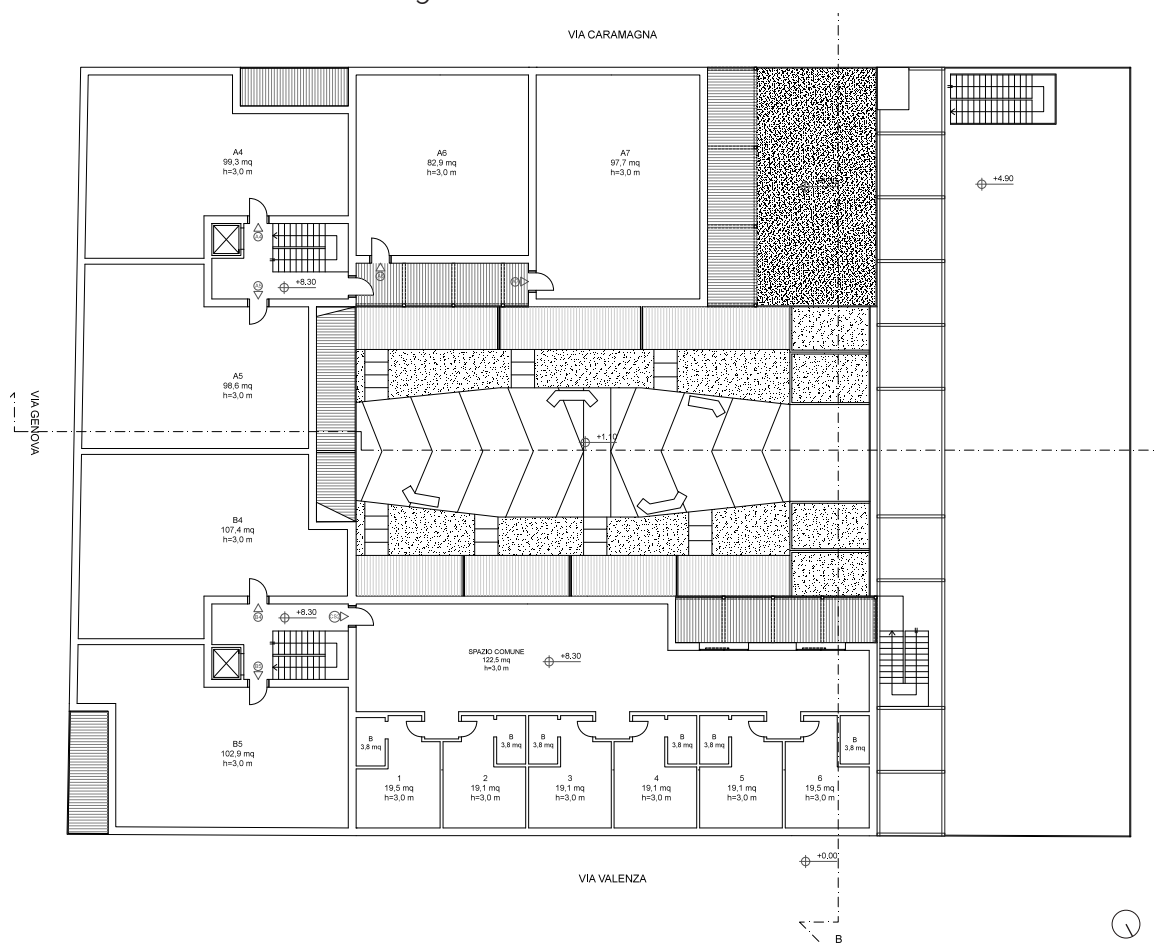 VIA CARAMAGNA
A4
99,3 mq
h=3,0 m
A6
82,9 mq
h=3,0 m
A7
97,7 mq
h=3,0 m
+4.90
A4
+8.30
A5
A6
A5
98,6 mq
h=3,0 m
VIA GENOVA
+1.10
B4
107,4 mq
h=3,0 m
B4
+8.30
B5
SPAZIO COMUNE
122,5 mq
h=3,0 m
+8.30
B5
102,9 mq
h=3,0 m
B
3,8 mq
B
3,8 mq
B
3,8 mq
B
3,8 mq
B
3,8 mq
B
3,8 mq
1
19,5 mq
h=3,0 m
2
19,1 mq
h=3,0 m
3
19,1 mq
h=3,0 m
4
19,1 mq
h=3,0 m
5
19,1 mq
h=3,0 m
6
19,5 mq
h=3,0 m
+0,00
VIA VALENZA
B